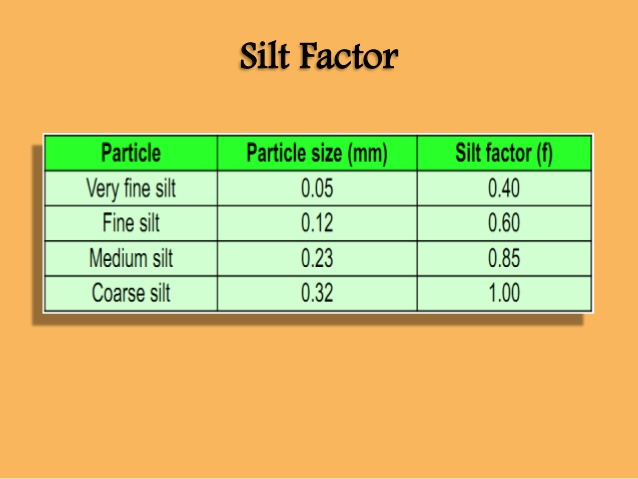 Silt Factor
Particle Particle size (mm) Silt factor (f)
Very fine silt 0.05 0.40
Fine silt 0.12 0.60
Medium silt 0.23 0.85
Coarse silt 0.32 1.00